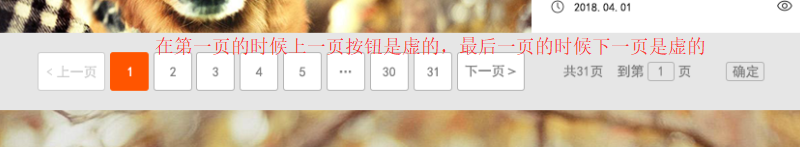 2018. 04. 01
在第一页的时候上一页按钮是虚的，最后一页的时候下一页是虚的
< 上一页 1 2 3 4 5 ··· 30 31 下一页 > 共31页 到第 1 页 确定